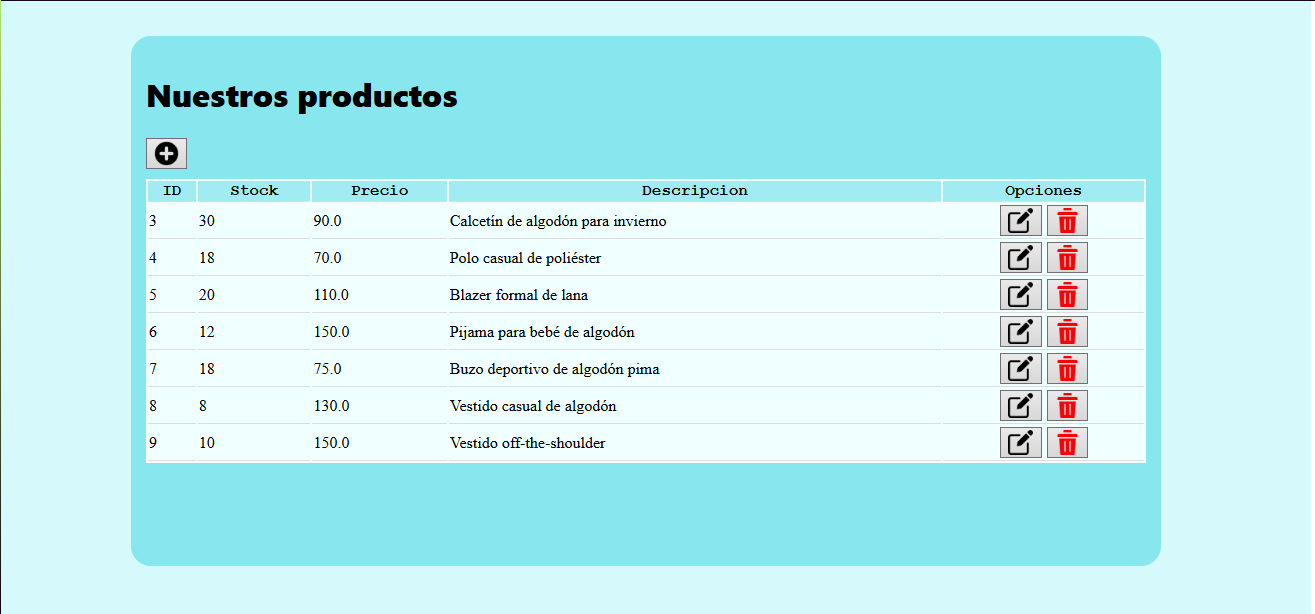 Nuestros productos
ID Stock Precio Descripcion Opciones
3 30 90.0 Calcetín de algodón para invierno
4 18 70.0 Polo casual de poliéster
5 20 110.0 Blazer formal de lana
6 12 150.0 Pijama para bebé de algodón
7 18 75.0 Buzo deportivo de algodón pima
8 8 130.0 Vestido casual de algodón
9 10 150.0 Vestido off-the-shoulder